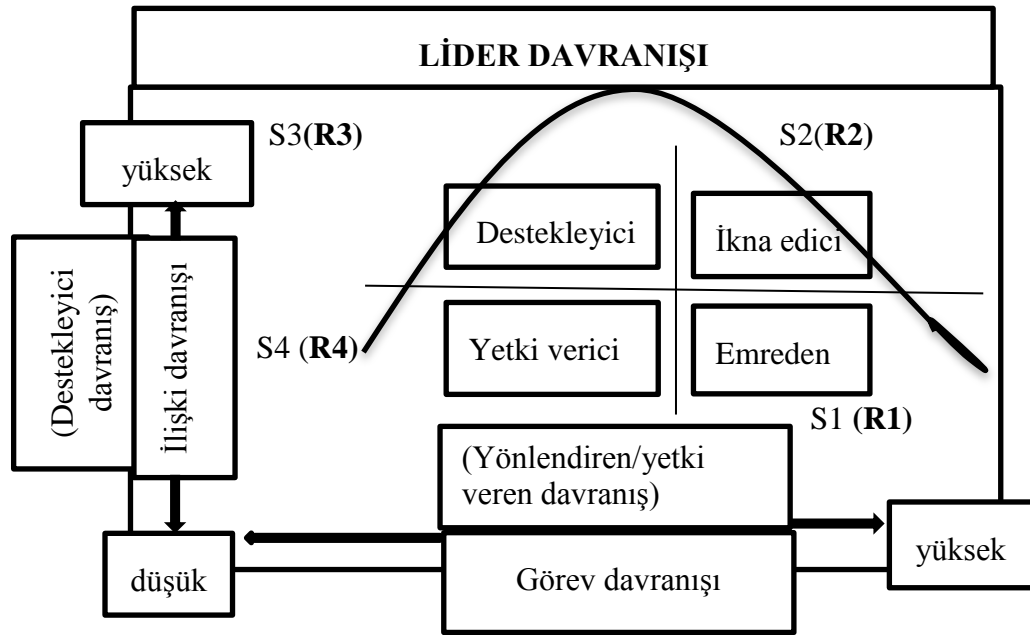 LİDER DAVRANIŞI
S3(R3)
S2(R2)
yüksek
Destekleyici
İkna edici
(Destekleyici
davranış)
İlişki davranışı
S4 (R4)
Yetki verici
Emreden
S1 (R1)
(Yönlendiren/yetki
veren davranış)
düşük
Görev davranışı
yüksek